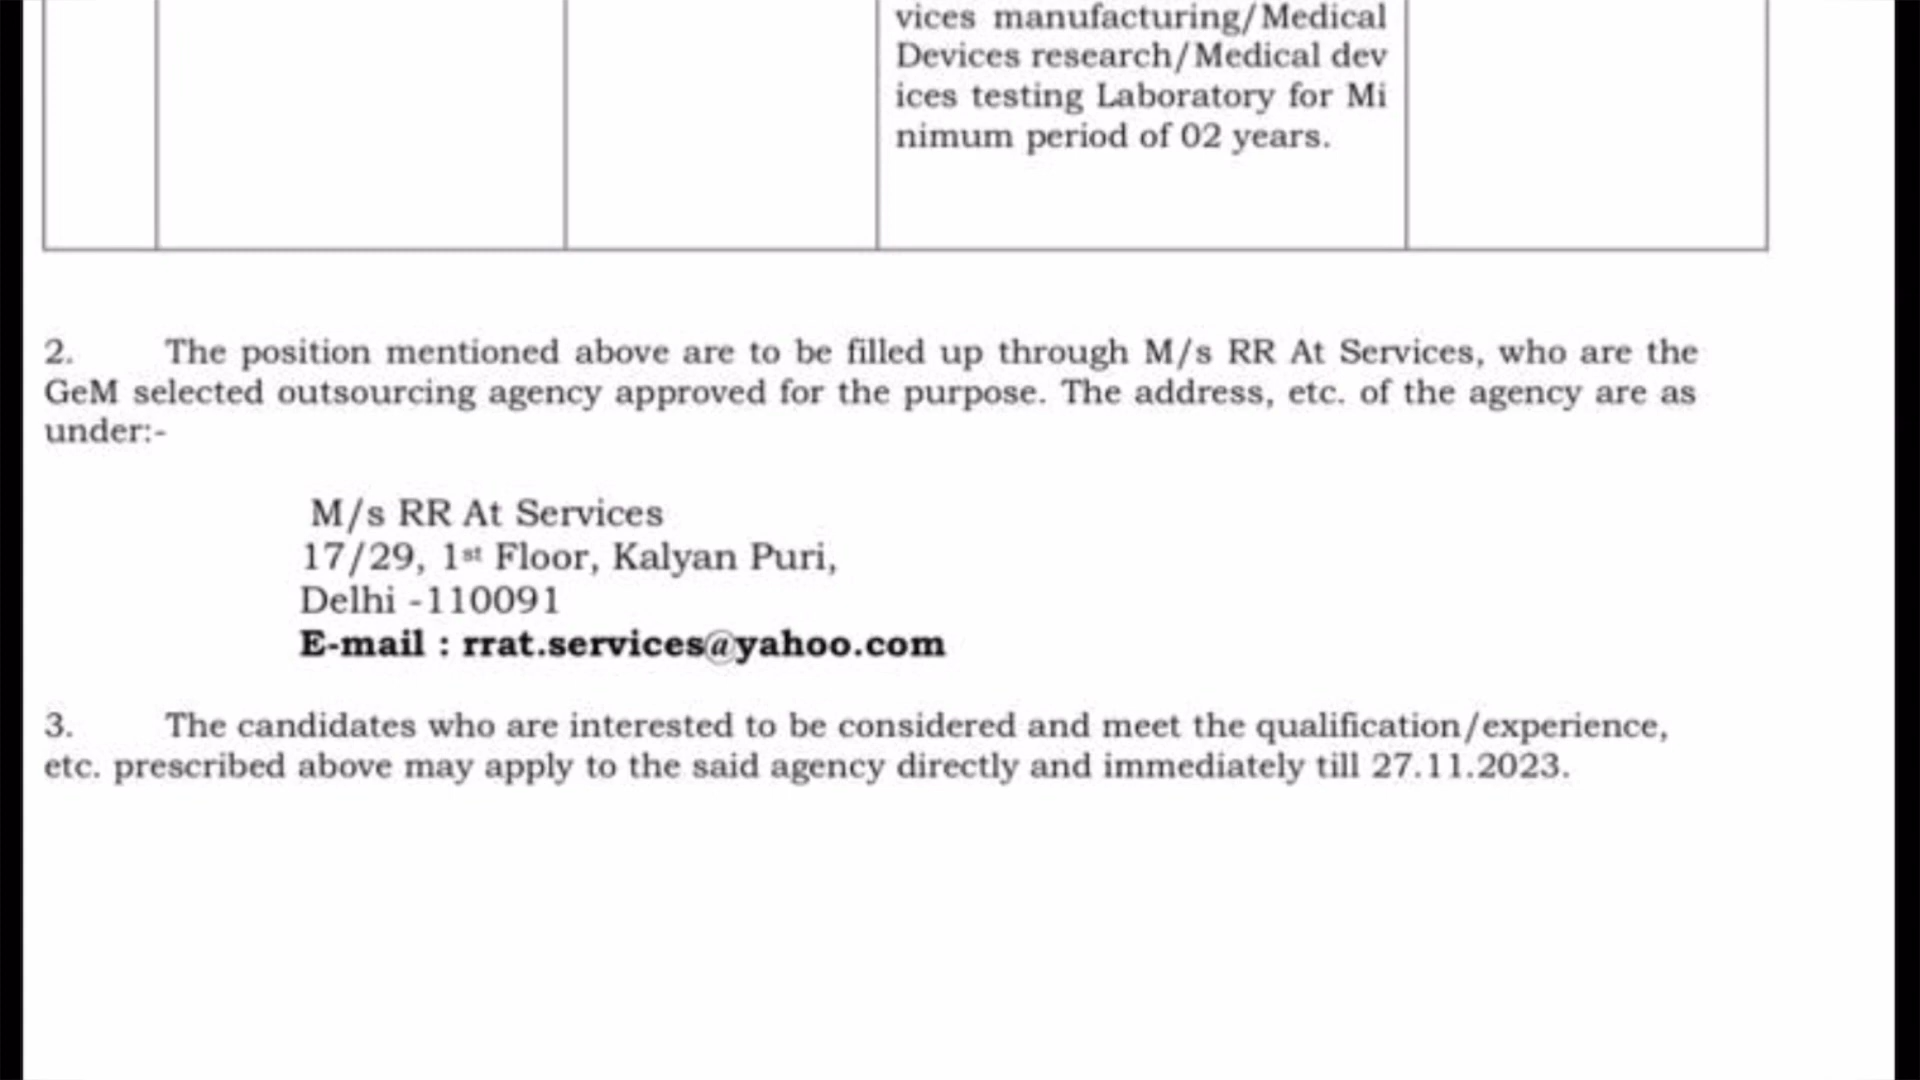 vices manufacturing/Medical
Devices research/Medical dev
ices testing Laboratory for Mi
nimum period of 02 years.
2. The position mentioned above are to be filled up through M/s RR At Services, who are the
GeM selected outsourcing agency approved for the purpose. The address, etc. of the agency are as
under:-
M/s RR At Services
17/29, 1st Floor, Kalyan Puri,
Delhi -110091
E-mail : rrat.services@yahoo.com
3. The candidates who are interested to be considered and meet the qualification/experience,
etc. prescribed above may apply to the said agency directly and immediately till 27.11.2023.